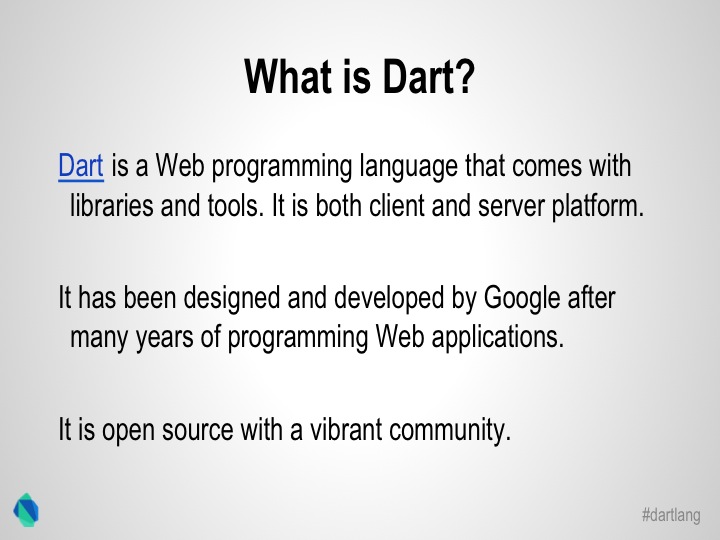 What is Dart?
Dart is a Web programming language that comes with
libraries and tools. It is both client and server platform.
It has been designed and developed by Google after
many years of programming Web applications.
It is open source with a vibrant community.
#dartlang